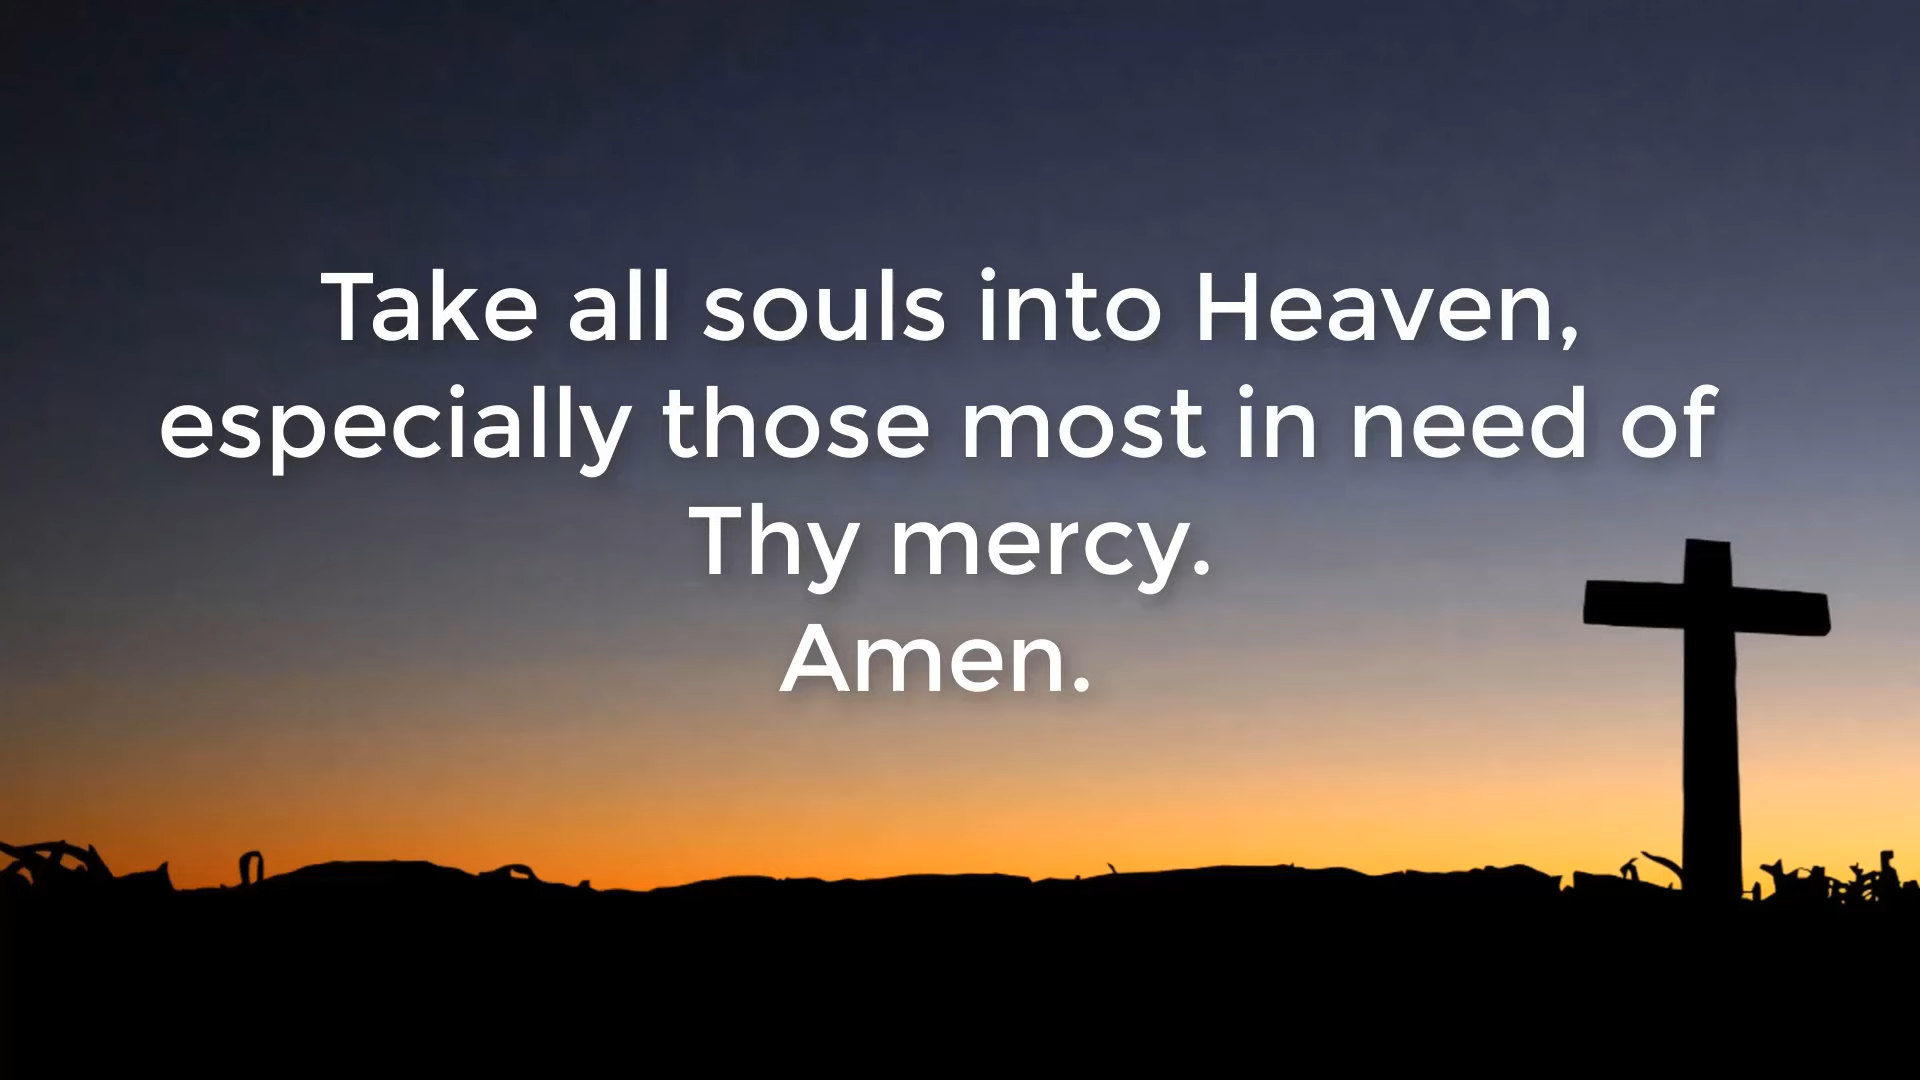 Take all souls into Heaven,
especially those most in need of
Thy mercy.
Amen.